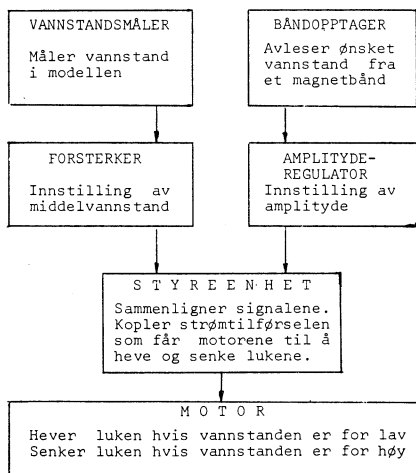 VANNSTANDSMÅLER
Måler vannstand
i modellen
BÅNDOPPTAGER
Avleser ønsket
vannstand fra
et magnetbånd
FORSTERKER
Innstilling av
middelvannstand
AMPLITYDE-
REGULATOR
Innstilling av
amplityde
STYREENHET
Sammenligner signalene.
Kopler strømtilførselen
som får motorene til å
heve og senke lukene.
MOTOR
Hever luken hvis vannstanden er for lav
Senker luken hvis vannstanden er for høy